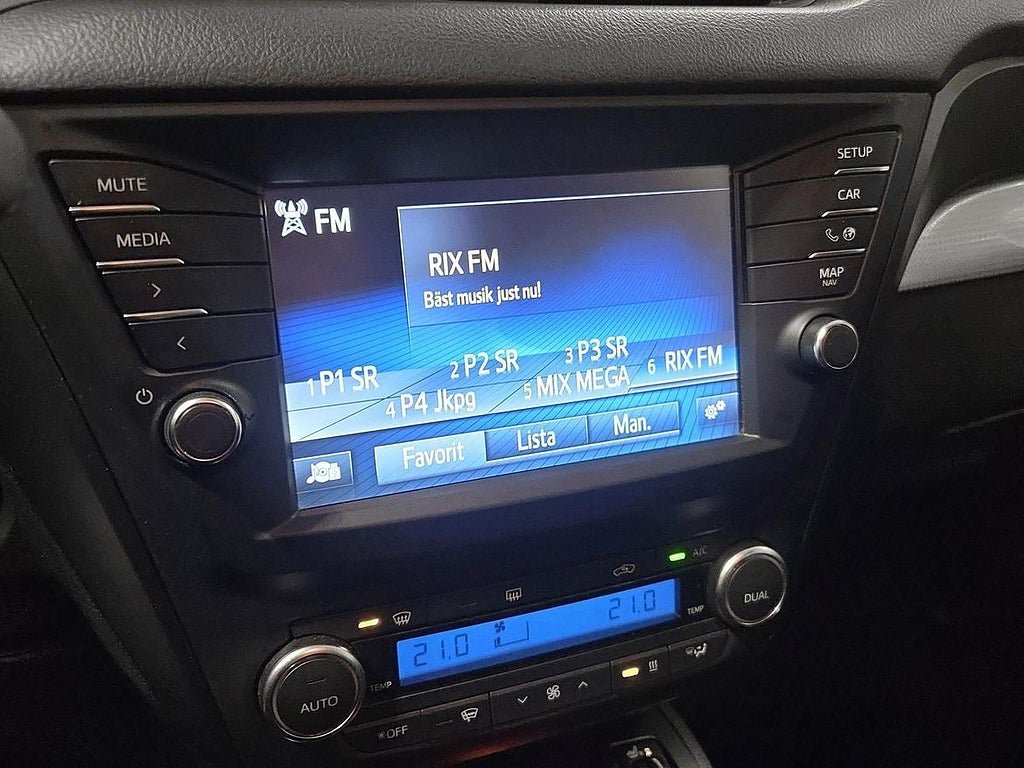 MUTE
MEDIA
SETUP
CAR
MAP
NAV
FM
RIX FM
Bäst musik just nu!
1 P1 SR
2 P2 SR
3 P3 SR
4 P4 Jkpg
5 MIX MEGA
6 RIX FM
Favorit
Lista
Man.
A/C
21.0
21.0
TEMP
TEMP
AUTO
DUAL
OFF